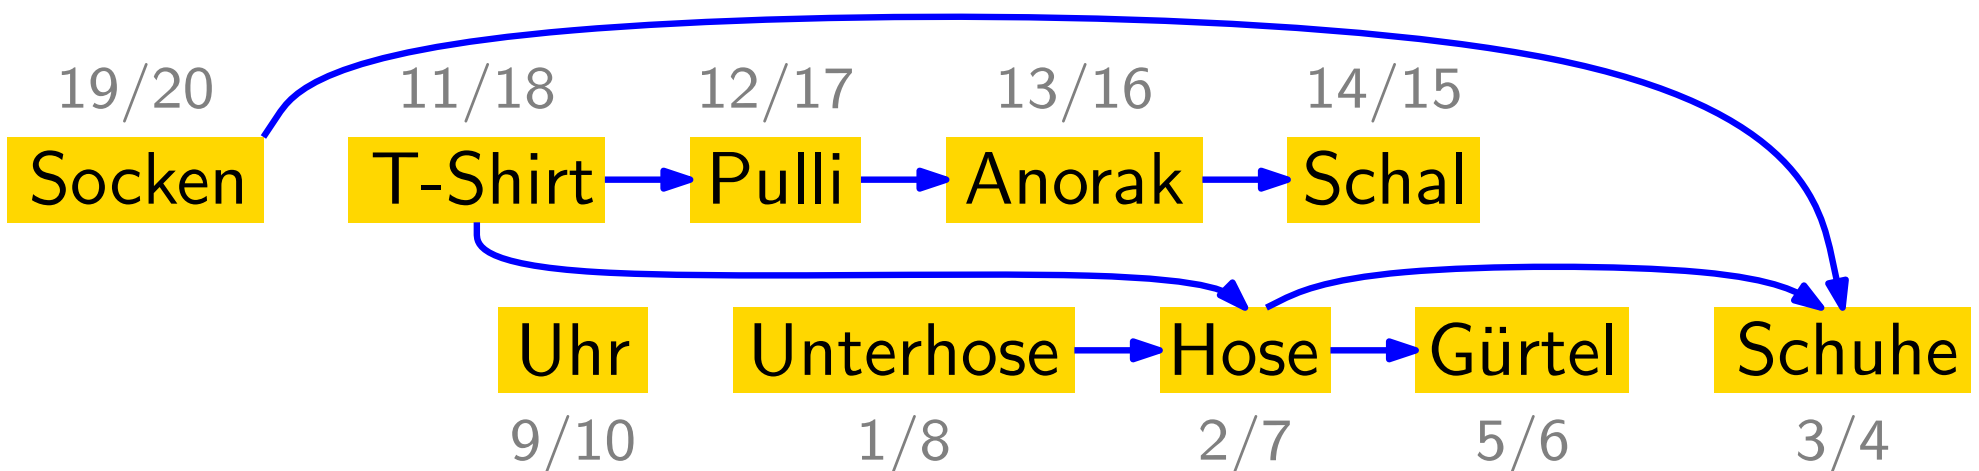 19/20 11/18 12/17 13/16 14/15
Socken T-Shirt Pulli Anorak Schal
Uhr Unterhose Hose Gürtel Schuhe
9/10 1/8 2/7 5/6 3/4